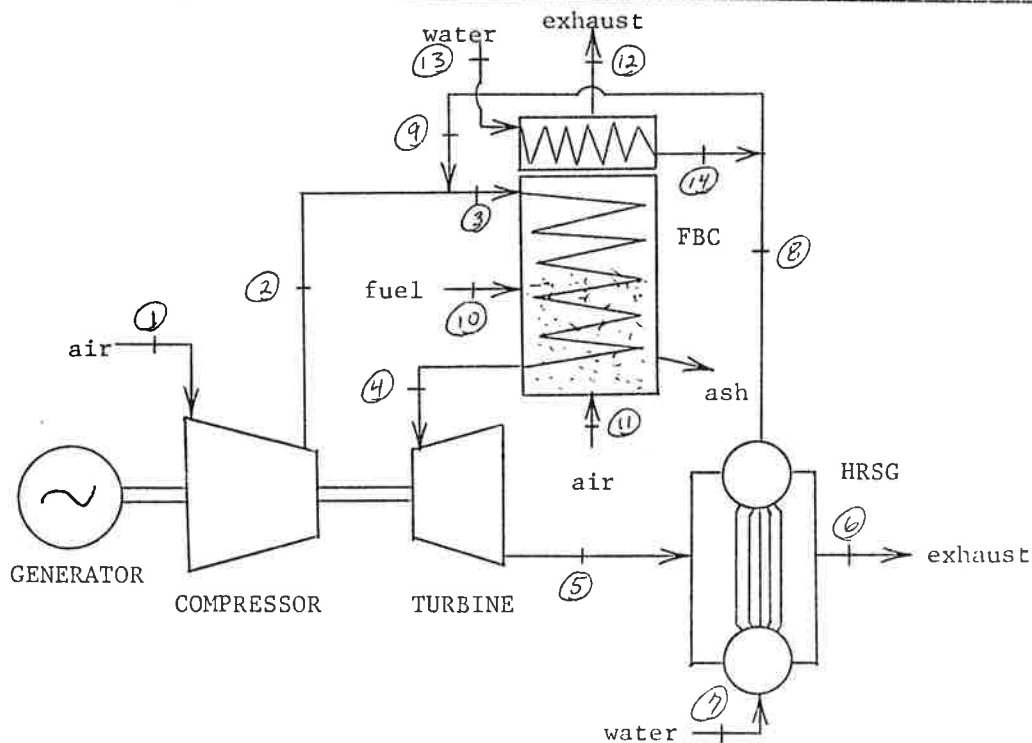 exhaust
water
13
12
9
14
3
FBC
8
2
fuel
10
1
air
4
ash
11
air
HRSG
6
exhaust
GENERATOR
COMPRESSOR
TURBINE
5
7
water